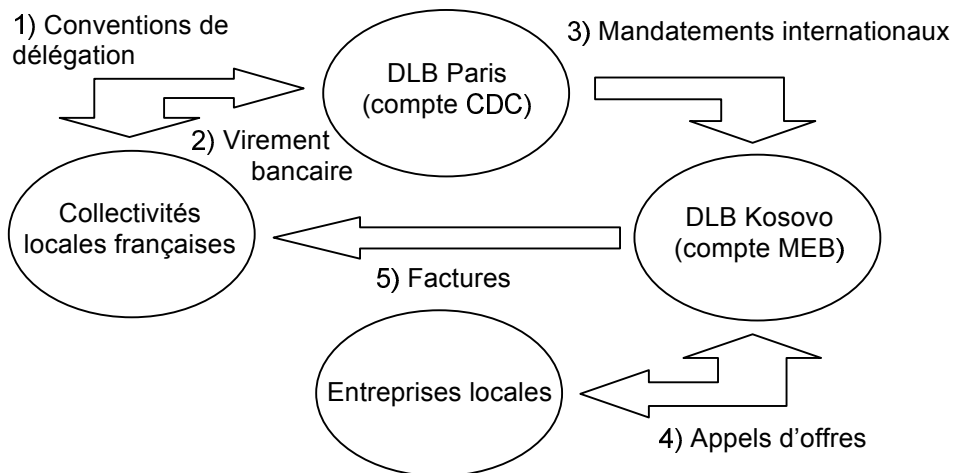 1) Conventions de
délégation
DLB Paris
(compte CDC)
3) Mandatements internationaux
2) Virement
bancaire
Collectivités
locales françaises
DLB Kosovo
(compte MEB)
5) Factures
Entreprises locales
4) Appels d’offres